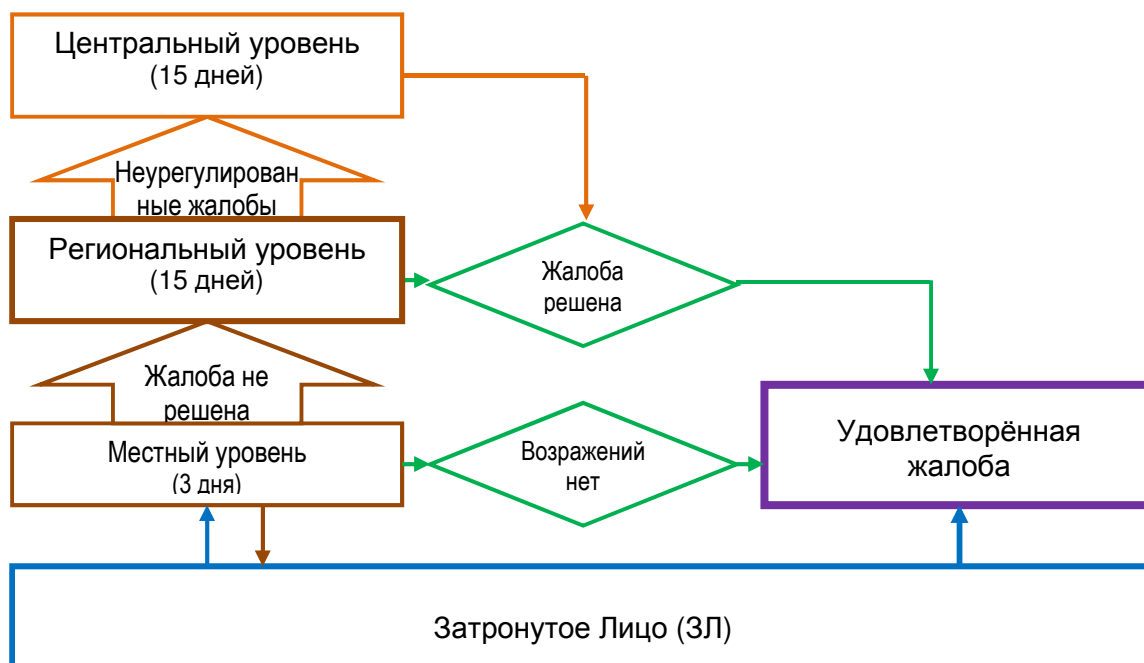 Центральный уровень
(15 дней)
Неурегулирован
ные жалобы
Региональный уровень
(15 дней)
Жалоба
решена
Жалоба не
решена
Местный уровень
(3 дня)
Возражений
нет
Удовлетворённая
жалоба
Затронутое Лицо (ЗЛ)